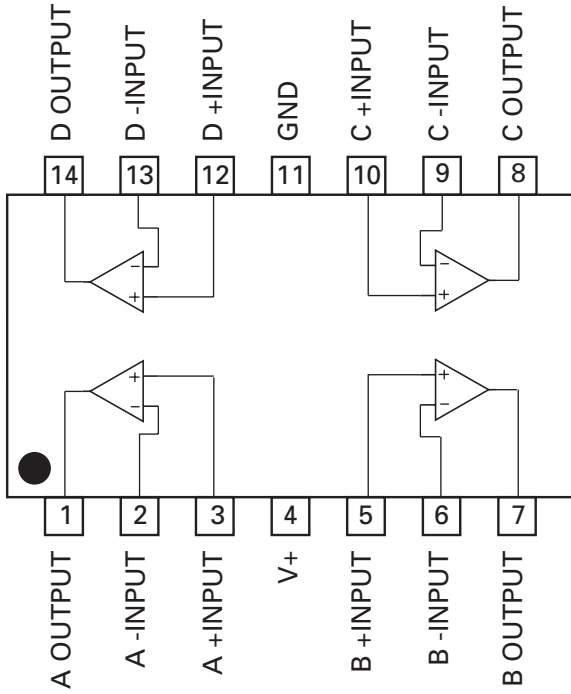 D OUTPUT
D -INPUT
D +INPUT
GND
C +INPUT
C -INPUT
C OUTPUT
14
13
12
11
10
9
8
−
+
−
+
+
−
+
−
1
2
3
4
5
6
7
A OUTPUT
A -INPUT
A +INPUT
V+
B +INPUT
B -INPUT
B OUTPUT